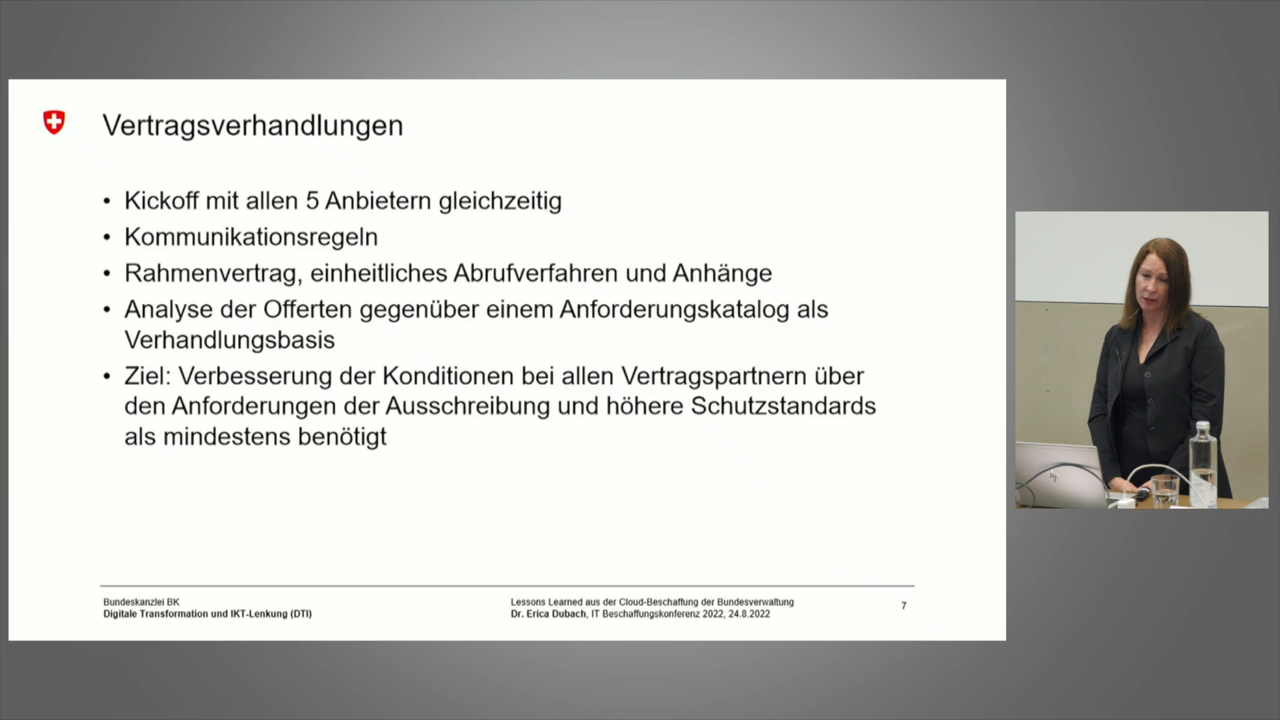 Vertragsverhandlungen
• Kickoff mit allen 5 Anbietern gleichzeitig
• Kommunikationsregeln
• Rahmenvertrag, einheitliches Abrufverfahren und Anhänge
• Analyse der Offerten gegenüber einem Anforderungskatalog als
Verhandlungsbasis
• Ziel: Verbesserung der Konditionen bei allen Vertragspartnern über
den Anforderungen der Ausschreibung und höhere Schutzstandards
als mindestens benötigt
Bundeskanzlei BK
Digitale Transformation und IKT-Lenkung (DTI)
Lessons Learned aus der Cloud-Beschaffung der Bundesverwaltung
Dr. Erica Dubach, IT Beschaffungskonferenz 2022, 24.8.2022
7